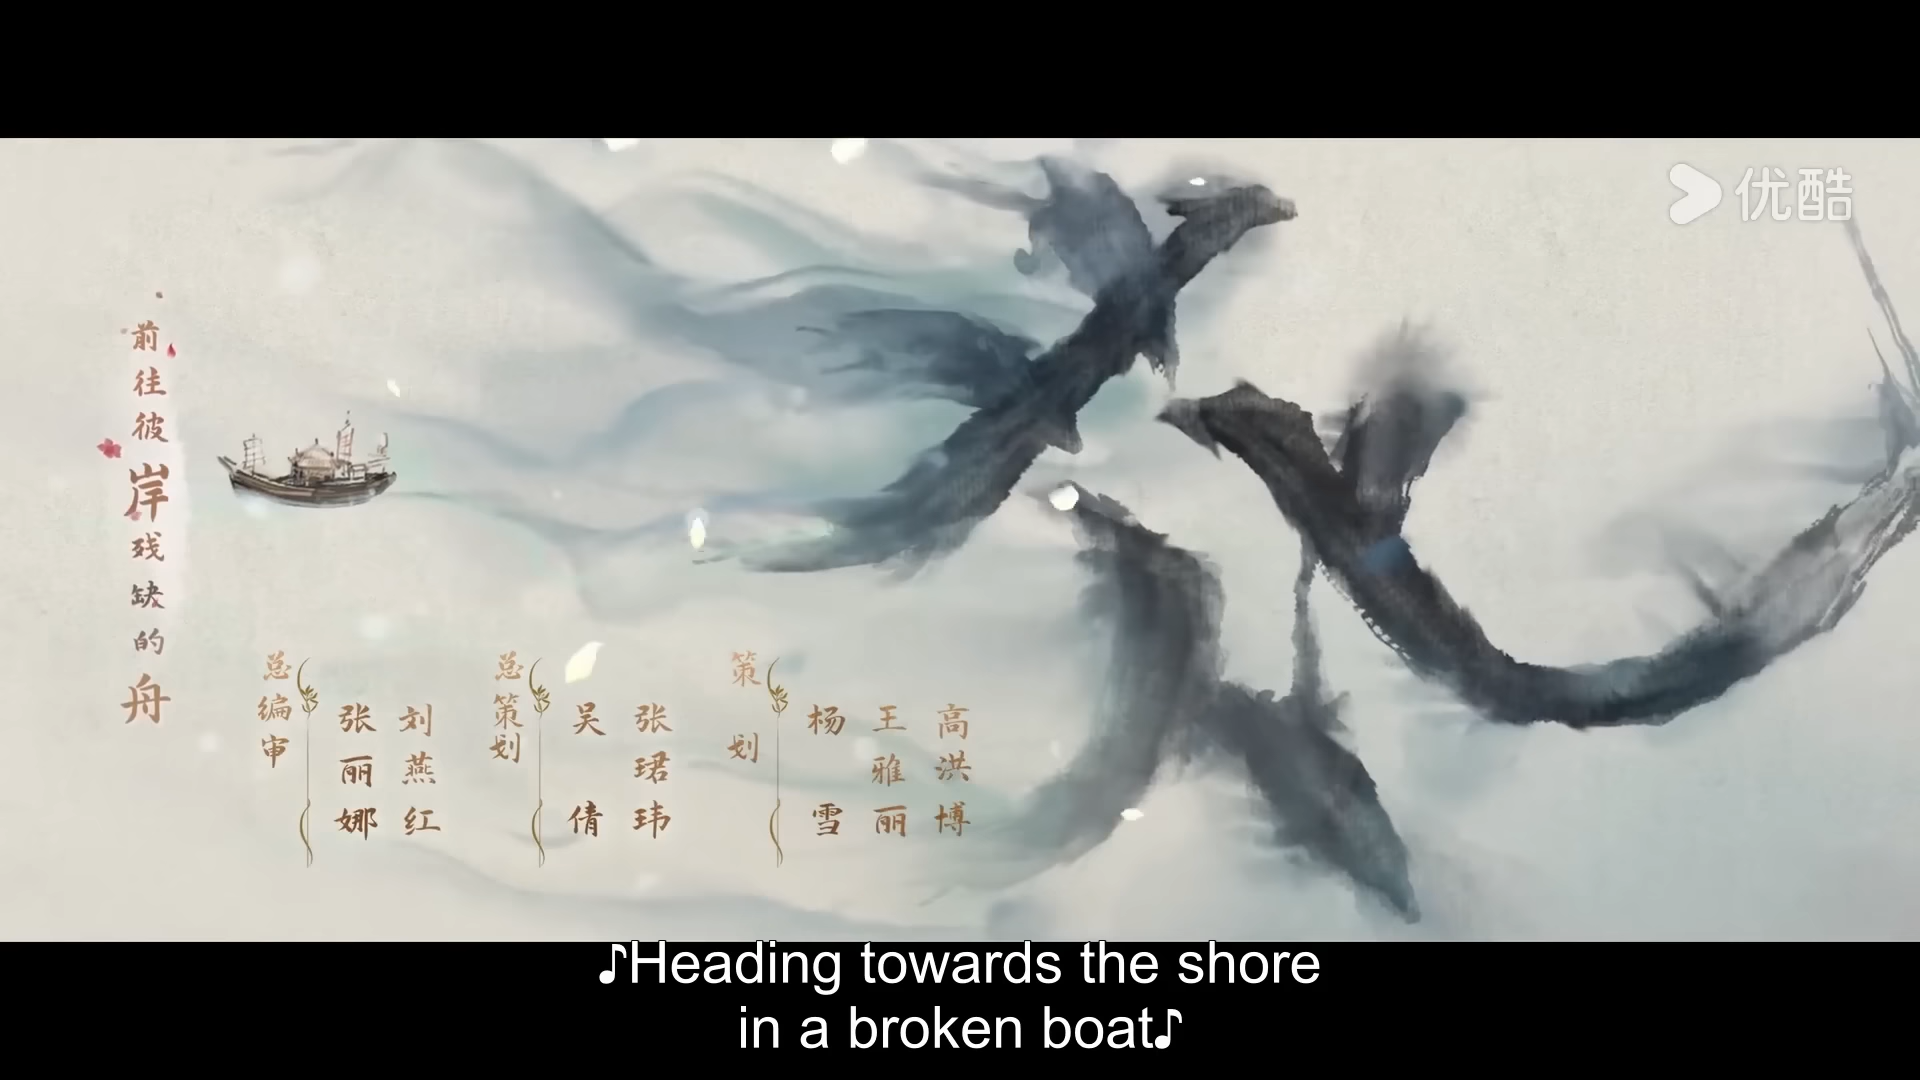 优酷
前往彼岸残缺的舟
总编审
张丽娜
刘燕红
总策划
吴倩
张珺玮
策划
杨雪
王雅丽
高洪博
♪Heading towards the shore
in a broken boat♪